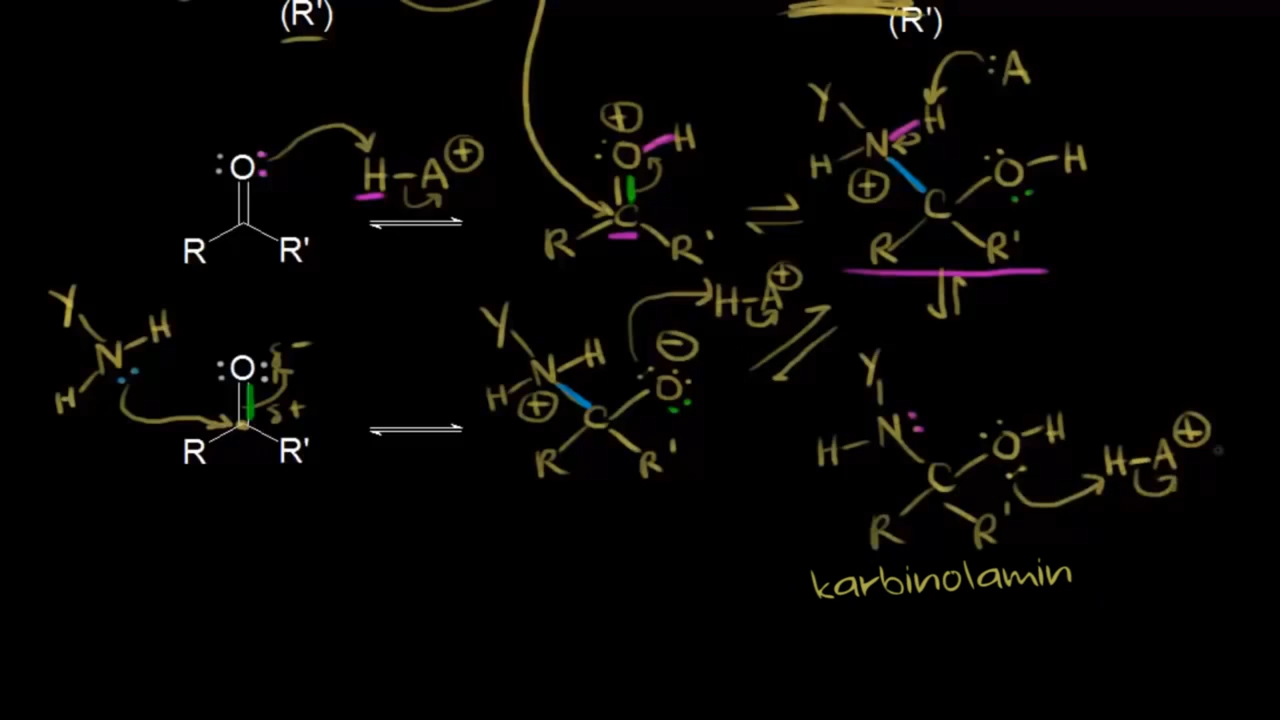 (R')
(R')
:A
Y
N H
H
⊕
O H
C
R R'
:O:
R R'
H-A ⊕
⊕
:O H
C
R R'
Y
N H
H
:O: δ-
δ+
R R'
Y
N H
H ⊕
⊖
:O:
C
R R'
H-A ⊕
Y
H N:
O H
C
R R'
H-A ⊕
karbinolamin